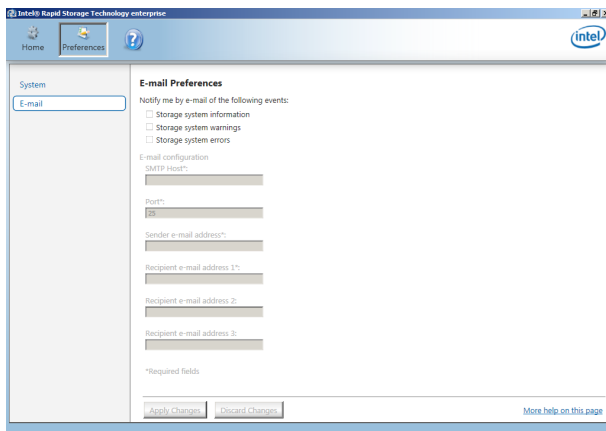 Intel® Rapid Storage Technology enterprise
Home
Preferences
?
intel
System
E-mail
E-mail Preferences
Notify me by e-mail of the following events:
Storage system information
Storage system warnings
Storage system errors
E-mail configuration
SMTP Host*:
Port*:
25
Sender e-mail address*:
Recipient e-mail address 1*:
Recipient e-mail address 2:
Recipient e-mail address 3:
*Required fields
Apply Changes
Discard Changes
More help on this page